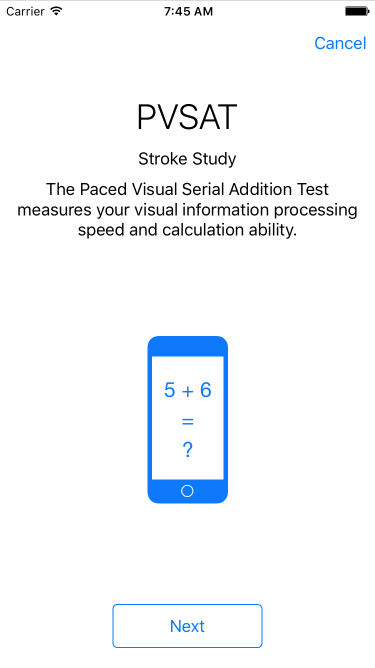 Carrier 7:45 AM
Cancel
PVSAT
Stroke Study
The Paced Visual Serial Addition Test
measures your visual information processing
speed and calculation ability.
5 + 6
=
?
Next